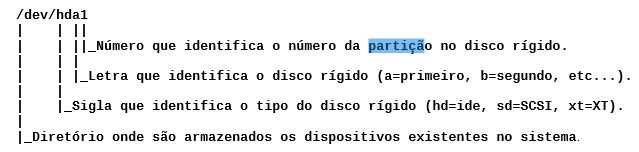 /dev/hda1
| | ||
| | ||_Número que identifica o número da partição no disco rígido.
| | |
| | |_Letra que identifica o disco rígido (a=primeiro, b=segundo, etc...).
| |
| |_Sigla que identifica o tipo do disco rígido (hd=ide, sd=SCSI, xt=XT).
|
|_Diretório onde são armazenados os dispositivos existentes no sistema.